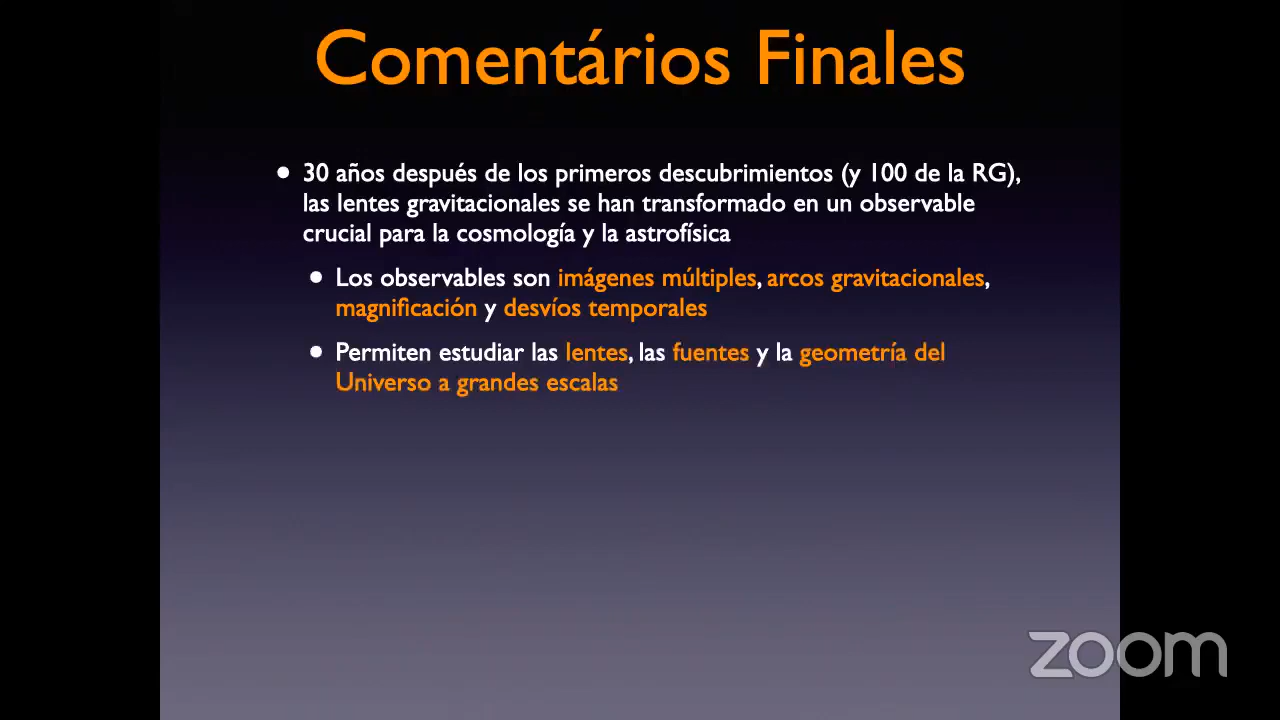 Comentários Finales
• 30 años después de los primeros descubrimientos (y 100 de la RG),
las lentes gravitacionales se han transformado en un observable
crucial para la cosmología y la astrofísica
• Los observables son imágenes múltiples, arcos gravitacionales,
magnificación y desvíos temporales
• Permiten estudiar las lentes, las fuentes y la geometría del
Universo a grandes escalas
zoom